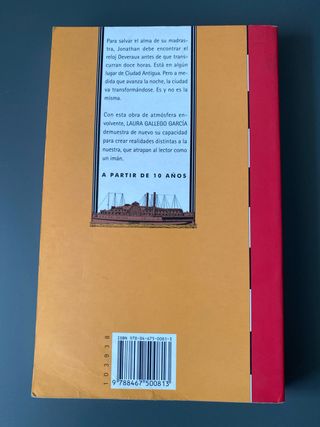 Para salvar el alma de su madras-
tra, Jonathan debe encontrar el
reloj Deveraux antes de que trans-
curran doce horas. Está en algún
lugar de Ciudad Antigua. Pero a me-
dida que avanza la noche, la ciudad
va transformándose. Es y no es la
misma.
Con esta obra de atmósfera en-
volvente, LAURA GALLEGO GARCÍA
demuestra de nuevo su capacidad
para crear realidades distintas a la
nuestra, que atrapan al lector como
un imán.
A PARTIR DE 10 AÑOS
103938
ISBN 978-84-675-0081-3
9 788467 500813